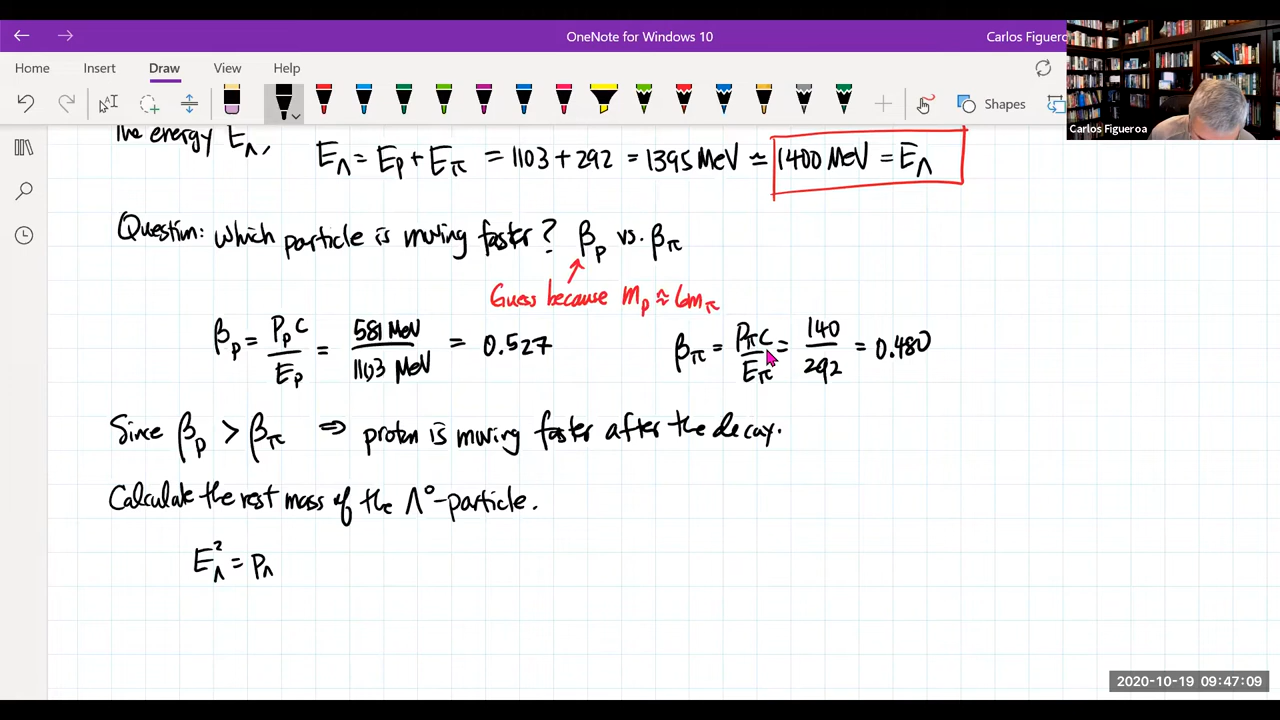 OneNote for Windows 10
Carlos Figuero
Home Insert Draw View Help
Shapes
Carlos Figueroa
The energy E_Λ,
E_Λ = E_p + E_π = 1103 + 292 = 1395 MeV ≈ 1400 MeV = E_Λ
Question: which particle is moving faster? β_p vs. β_π
Guess because m_p ≈ 6m_π
β_p = P_p c / E_p = 581 MeV / 1103 MeV = 0.527
β_π = P_π c / E_π = 140 / 292 = 0.480
Since β_p > β_π ⇒ proton is moving faster after the decay.
Calculate the rest mass of the Λ⁰-particle.
E_Λ² = p_Λ
2020-10-19 09:47:09